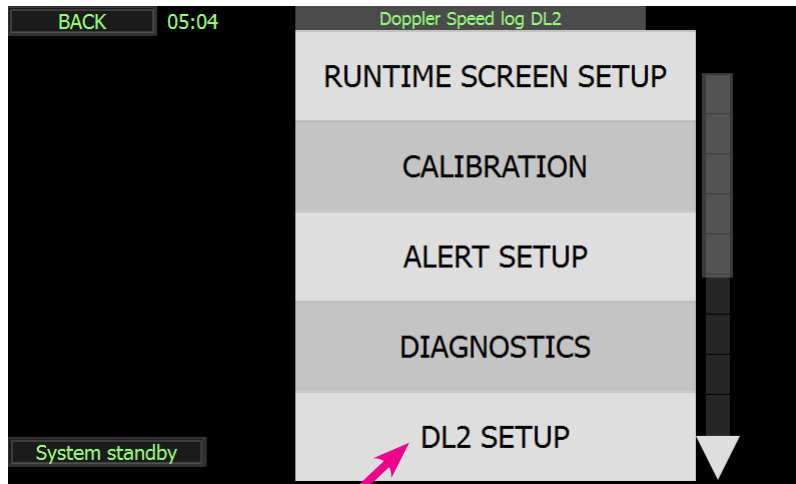 BACK 05:04 Doppler Speed log DL2
RUNTIME SCREEN SETUP
CALIBRATION
ALERT SETUP
DIAGNOSTICS
DL2 SETUP
System standby